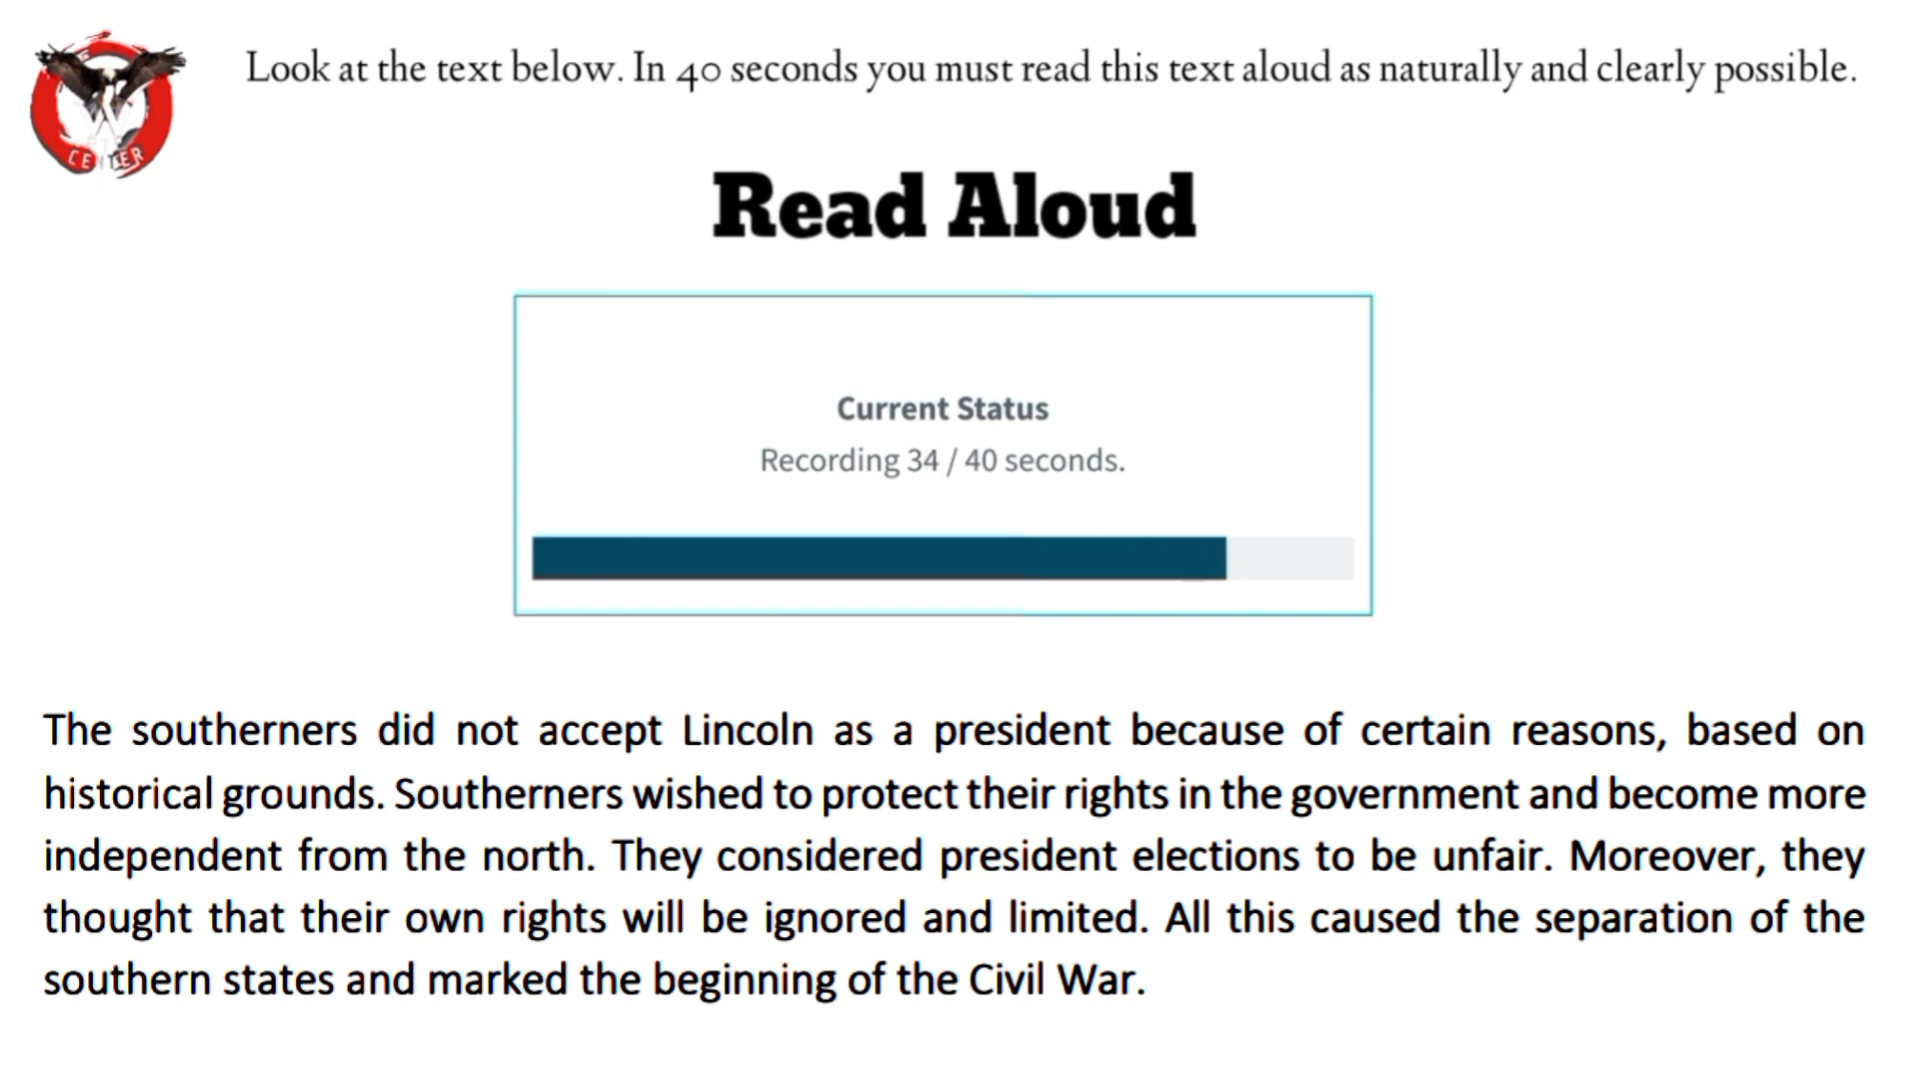 Look at the text below. In 40 seconds you must read this text aloud as naturally and clearly possible.
CENTER
Read Aloud
Current Status
Recording 34 / 40 seconds.
The southerners did not accept Lincoln as a president because of certain reasons, based on
historical grounds. Southerners wished to protect their rights in the government and become more
independent from the north. They considered president elections to be unfair. Moreover, they
thought that their own rights will be ignored and limited. All this caused the separation of the
southern states and marked the beginning of the Civil War.